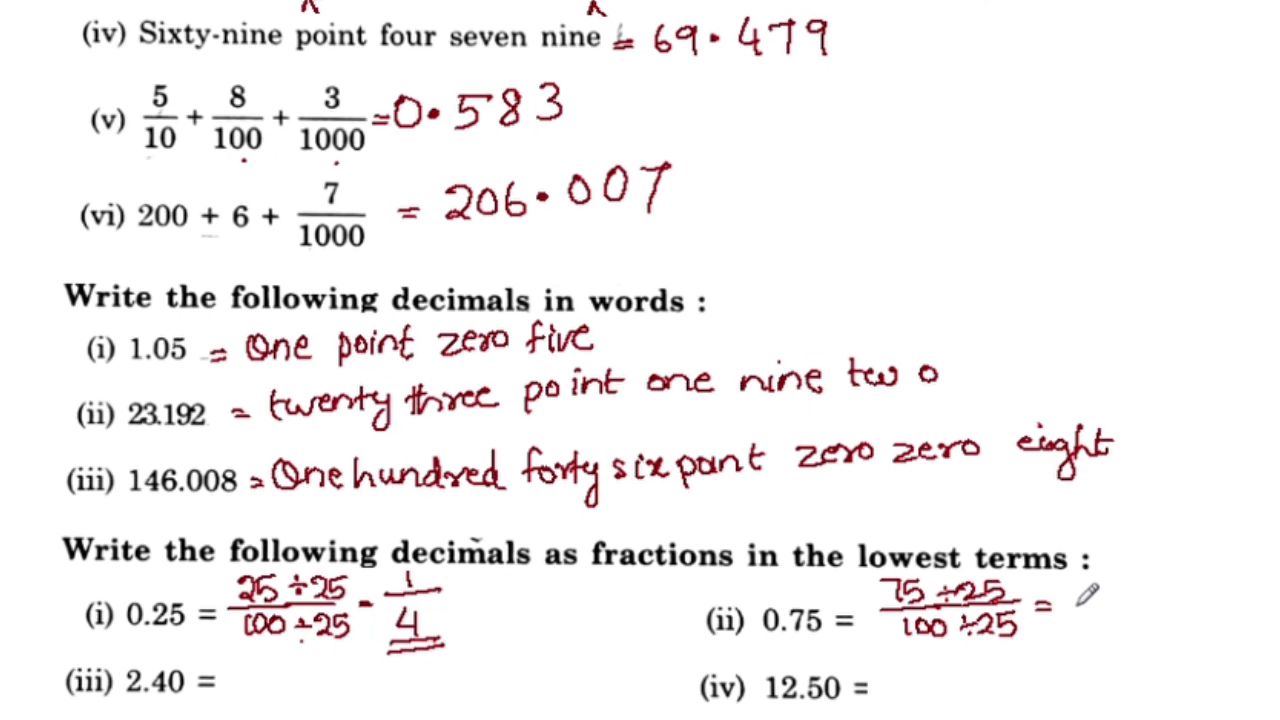 (iv) Sixty-nine point four seven nine = 69.479
(v) 5/10 + 8/100 + 3/1000 = 0.583
(vi) 200 + 6 + 7/1000 = 206.007
Write the following decimals in words :
(i) 1.05 = One point zero five
(ii) 23.192 = twenty three point one nine two
(iii) 146.008 = One hundred forty six point zero zero eight
Write the following decimals as fractions in the lowest terms :
(i) 0.25 = 25 ÷ 25 / 100 ÷ 25 - 1/4 (ii) 0.75 = 75 ÷ 25 / 100 ÷ 25 =
(iii) 2.40 = (iv) 12.50 =